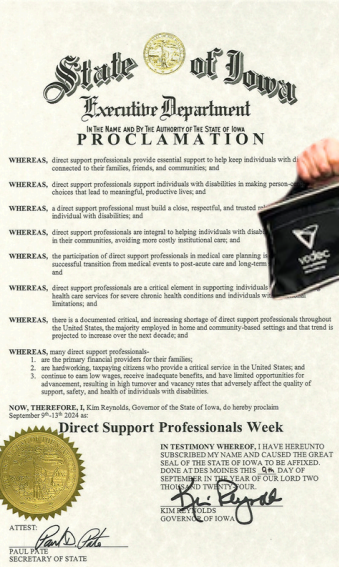 State of Iowa
Executive Department
IN THE NAME AND BY THE AUTHORITY OF THE STATE OF IOWA
PROCLAMATION
WHEREAS, direct support professionals provide essential support to help keep individuals with
connected to their families, friends, and communities; and
WHEREAS, direct support professionals support individuals with disabilities in making
choices that lead to meaningful, productive lives; and
WHEREAS, a direct support professional must build a close, respectful, and trusted
individual with disabilities; and
WHEREAS, direct support professionals are integral to helping individuals with
in their communities, avoiding more costly institutional care; and
WHEREAS, the participation of direct support professionals in medical care planning is
successful transition from medical events to post-acute care and long-term
and
WHEREAS, direct support professionals are a critical element in supporting individuals
health care services for severe chronic health conditions and individuals
limitations; and
WHEREAS, there is a documented critical, and increasing shortage of direct support professionals throughout
the United States, the majority employed in home and community-based settings and that trend is
projected to increase over the next decade; and
WHEREAS, many direct support professionals-
1. are the primary financial providers for their families;
2. are hardworking, taxpaying citizens who provide a critical service in the United States; and
3. continue to earn low wages, receive inadequate benefits, and have limited opportunities for
advancement, resulting in high turnover and vacancy rates that adversely affect the quality of
support, safety, and health of individuals with disabilities.
NOW, THEREFORE, I, Kim Reynolds, Governor of the State of Iowa, do hereby proclaim
September 9th-13th 2024 as:
Direct Support Professionals Week
IN TESTIMONY WHEREOF, I HAVE HEREUNTO
SUBSCRIBED MY NAME AND CAUSED THE GREAT
SEAL OF THE STATE OF IOWA TO BE AFFIXED.
DONE AT DES MOINES THIS 9th DAY OF
SEPTEMBER IN THE YEAR OF OUR LORD TWO
THOUSAND TWENTY FOUR.
Kim Reynolds
KIM REYNOLDS
GOVERNOR OF IOWA
ATTEST:
Paul D. Pate
PAUL PATE
SECRETARY OF STATE
vodec